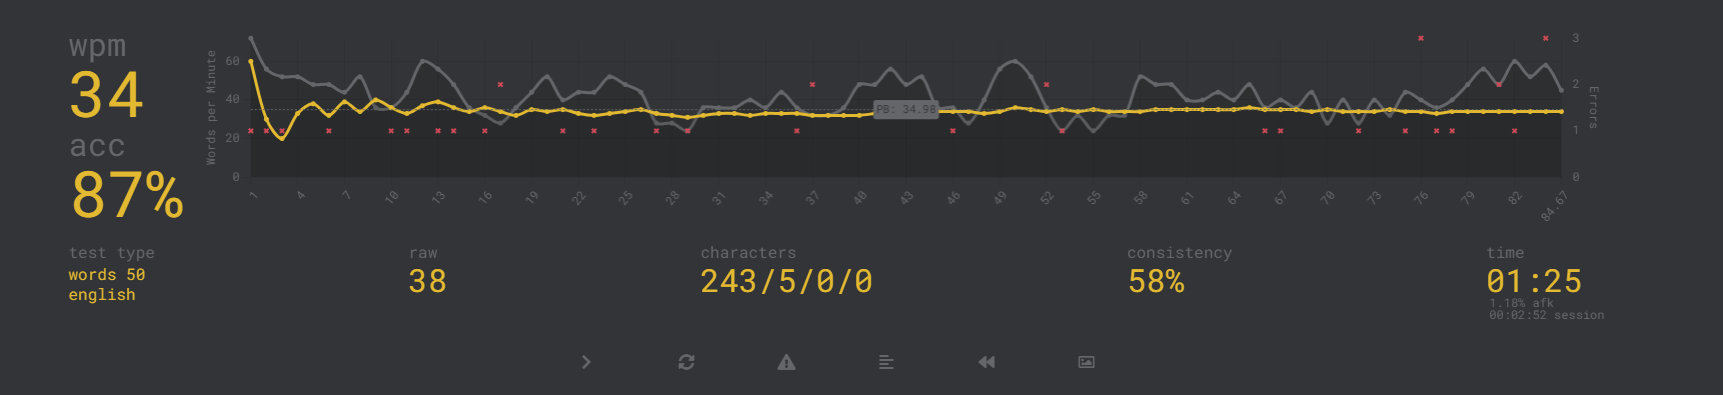 wpm
34
acc
87%
Words per Minute
60
40
20
0
PB: 34.98
3
2
1
0
Errors
1 4 7 10 13 16 19 22 25 28 31 34 37 40 43 46 49 52 55 58 61 64 67 70 73 76 79 82 84.67
test type
words 50
english
raw
38
characters
243/5/0/0
consistency
58%
time
01:25
1.18% afk
00:02:52 session